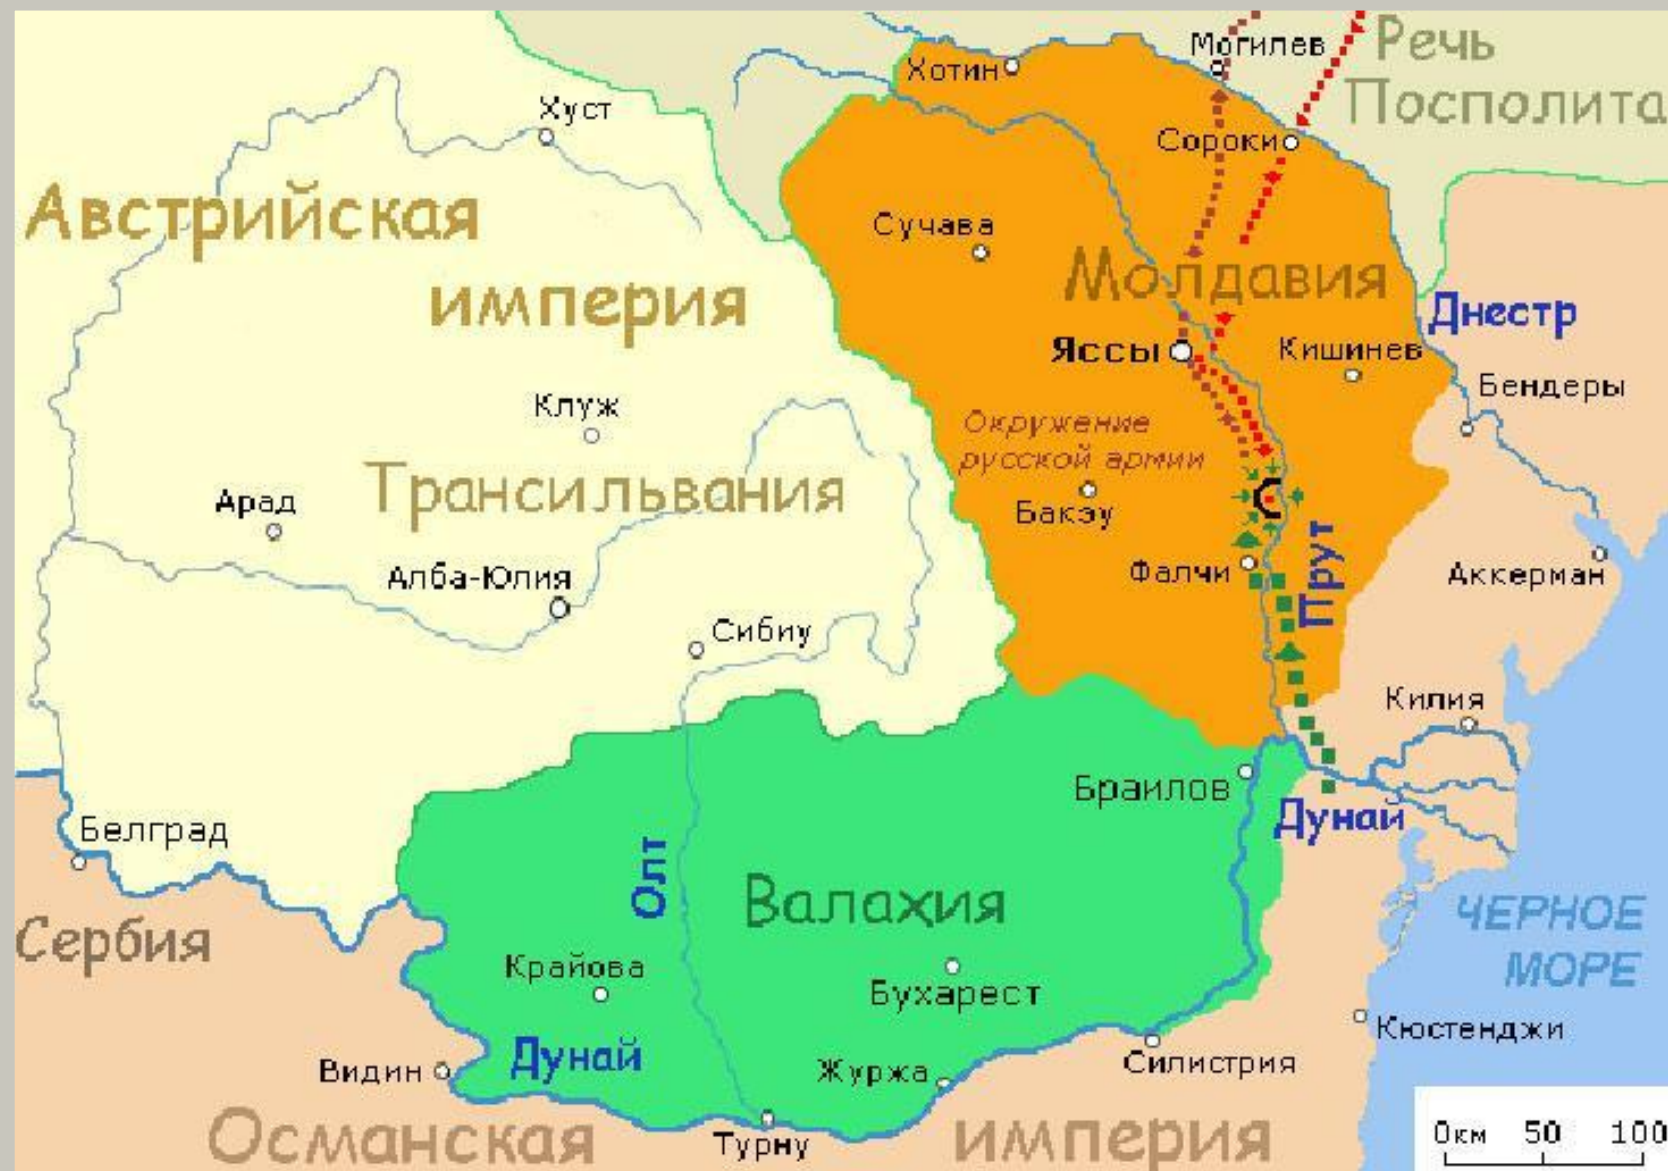 Речь
Посполита
Могилев
Хотин
Хуст
Сороки
Австрийская
империя
Сучава
Молдавия
Днестр
Яссы
Кишинев
Бендеры
Клуж
Окружение
русской армии
Трансильвания
Арад
Бакэу
Прут
Алба-Юлия
Фалчи
Аккерман
Сибиу
Килия
Браилов
Дунай
Белград
Олт
Валахия
ЧЕРНОЕ
МОРЕ
Сербия
Крайова
Бухарест
Кюстенджи
Дунай
Видин
Журжа
Силистрия
Османская
империя
Турну
0км 50 100